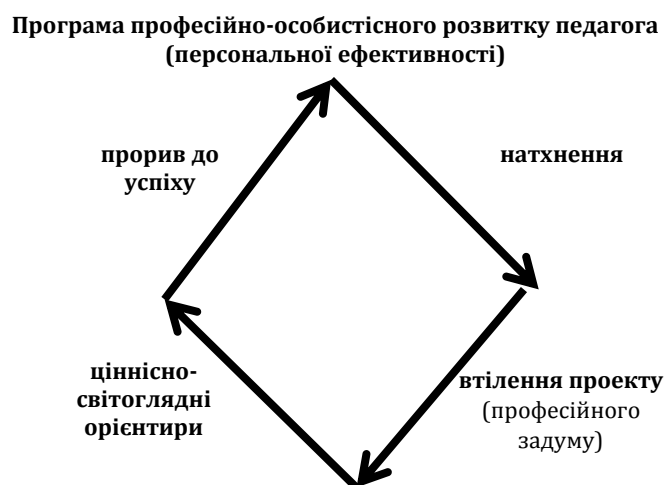 Програма професійно-особистісного розвитку педагога
(персональної ефективності)
прорив до
успіху
натхнення
ціннісно-
світоглядні
орієнтири
втілення проекту
(професійного
задуму)